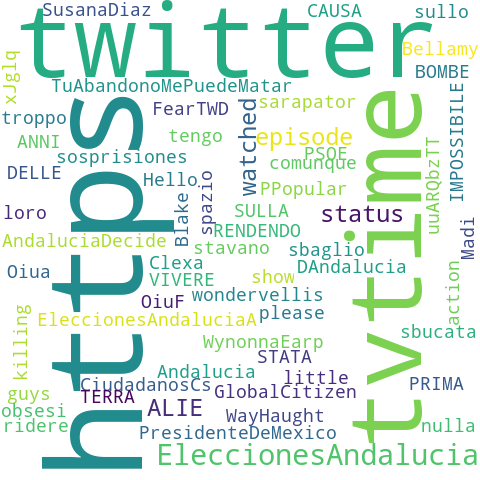 SusanaDiaz
CAUSA
sullo
twitter
Bellamy
xJglq
TuAbandonoMePuedeMatar
BOMBE
https
troppo
FearTWD
watched
sarapator
tvtime
IMPOSSIBILE
ANNI
tengo
episode
PSOE
uuARQbzTT
sosprisiones
comunque
DELLE
Hello
spazio
PPopular
loro
Blake
SULLA
status
Madi
AndaluciaDecide
RENDENDO
stavano
sbaglio
Oiua
Clexa
DAndalucia
VIVERE
show
action
OiuF
wondervellis
killing
EleccionesAndaluciaA
please
sbucata
WynonnaEarp
STATA
Andalucia
little
guys
CiudadanosCs
TERRA
GlobalCitizen
PRIMA
obsesi
ALIE
WayHaught
ridere
PresidenteDeMexico
nulla
EleccionesAndalucia